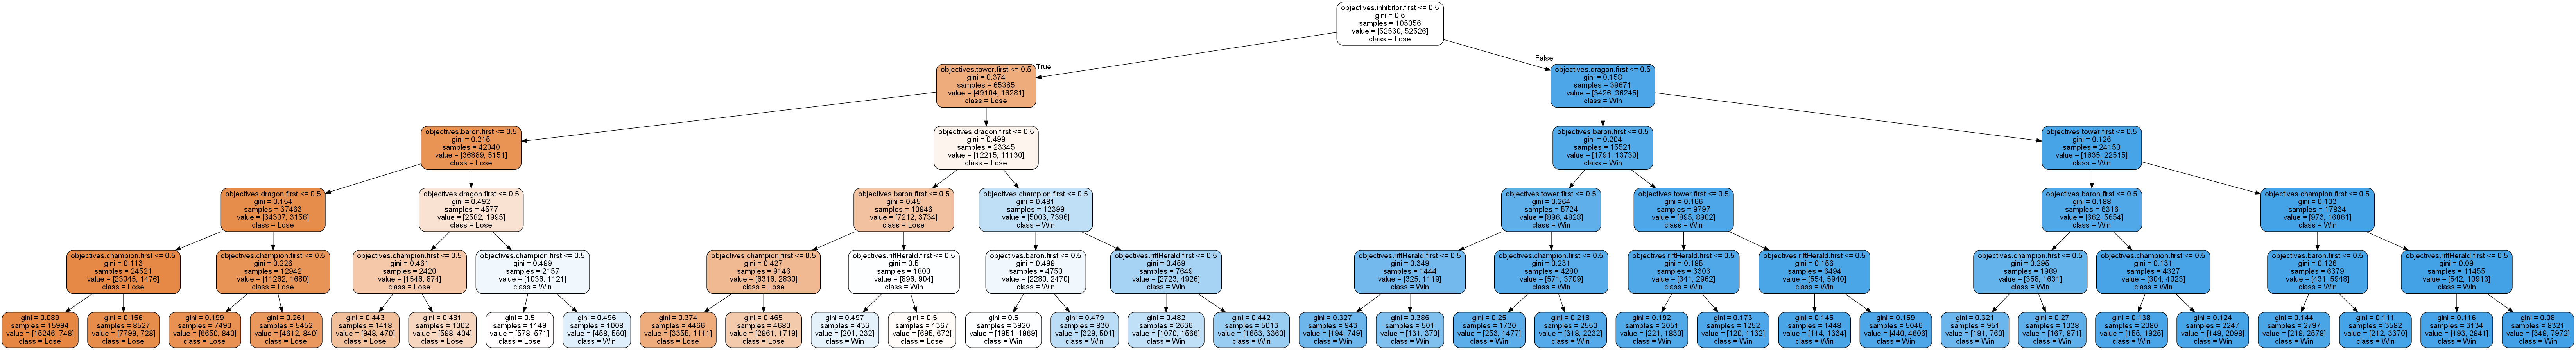 objectives.inhibitor.first <= 0.5
gini = 0.5
samples = 105056
value = [52530, 52526]
class = Lose
True
False
objectives.tower.first <= 0.5
gini = 0.374
samples = 65385
value = [49104, 16281]
class = Lose
objectives.dragon.first <= 0.5
gini = 0.158
samples = 39671
value = [3426, 36245]
class = Win
objectives.baron.first <= 0.5
gini = 0.215
samples = 42040
value = [36889, 5151]
class = Lose
objectives.dragon.first <= 0.5
gini = 0.499
samples = 23345
value = [12215, 11130]
class = Lose
objectives.baron.first <= 0.5
gini = 0.204
samples = 15521
value = [1791, 13730]
class = Win
objectives.tower.first <= 0.5
gini = 0.126
samples = 24150
value = [1635, 22515]
class = Win
objectives.dragon.first <= 0.5
gini = 0.154
samples = 37463
value = [34307, 3156]
class = Lose
objectives.dragon.first <= 0.5
gini = 0.492
samples = 4577
value = [2582, 1995]
class = Lose
objectives.baron.first <= 0.5
gini = 0.45
samples = 10946
value = [7212, 3734]
class = Lose
objectives.champion.first <= 0.5
gini = 0.481
samples = 12399
value = [5003, 7396]
class = Win
objectives.tower.first <= 0.5
gini = 0.264
samples = 5724
value = [896, 4828]
class = Win
objectives.tower.first <= 0.5
gini = 0.166
samples = 9797
value = [895, 8902]
class = Win
objectives.baron.first <= 0.5
gini = 0.188
samples = 6316
value = [662, 5654]
class = Win
objectives.champion.first <= 0.5
gini = 0.103
samples = 17834
value = [973, 16861]
class = Win
objectives.champion.first <= 0.5
gini = 0.113
samples = 24521
value = [23045, 1476]
class = Lose
objectives.champion.first <= 0.5
gini = 0.226
samples = 12942
value = [11262, 1680]
class = Lose
objectives.champion.first <= 0.5
gini = 0.461
samples = 2420
value = [1546, 874]
class = Lose
objectives.champion.first <= 0.5
gini = 0.499
samples = 2157
value = [1036, 1121]
class = Win
objectives.champion.first <= 0.5
gini = 0.427
samples = 9146
value = [6316, 2830]
class = Lose
objectives.riftHerald.first <= 0.5
gini = 0.5
samples = 1800
value = [896, 904]
class = Win
objectives.baron.first <= 0.5
gini = 0.499
samples = 4750
value = [2280, 2470]
class = Win
objectives.riftHerald.first <= 0.5
gini = 0.459
samples = 7649
value = [2723, 4926]
class = Win
objectives.riftHerald.first <= 0.5
gini = 0.349
samples = 1444
value = [325, 1119]
class = Win
objectives.champion.first <= 0.5
gini = 0.231
samples = 4280
value = [571, 3709]
class = Win
objectives.riftHerald.first <= 0.5
gini = 0.185
samples = 3303
value = [341, 2962]
class = Win
objectives.riftHerald.first <= 0.5
gini = 0.156
samples = 6494
value = [554, 5940]
class = Win
objectives.champion.first <= 0.5
gini = 0.295
samples = 1989
value = [358, 1631]
class = Win
objectives.champion.first <= 0.5
gini = 0.131
samples = 4327
value = [304, 4023]
class = Win
objectives.baron.first <= 0.5
gini = 0.126
samples = 6379
value = [431, 5948]
class = Win
objectives.riftHerald.first <= 0.5
gini = 0.09
samples = 11455
value = [542, 10913]
class = Win
gini = 0.089
samples = 15994
value = [15246, 748]
class = Lose
gini = 0.156
samples = 8527
value = [7799, 728]
class = Lose
gini = 0.199
samples = 7490
value = [6650, 840]
class = Lose
gini = 0.261
samples = 5452
value = [4612, 840]
class = Lose
gini = 0.443
samples = 1418
value = [948, 470]
class = Lose
gini = 0.481
samples = 1002
value = [598, 404]
class = Lose
gini = 0.5
samples = 1149
value = [578, 571]
class = Lose
gini = 0.496
samples = 1008
value = [458, 550]
class = Win
gini = 0.374
samples = 4466
value = [3355, 1111]
class = Lose
gini = 0.465
samples = 4680
value = [2961, 1719]
class = Lose
gini = 0.497
samples = 433
value = [201, 232]
class = Win
gini = 0.5
samples = 1367
value = [695, 672]
class = Lose
gini = 0.5
samples = 3920
value = [1951, 1969]
class = Win
gini = 0.479
samples = 830
value = [329, 501]
class = Win
gini = 0.482
samples = 2636
value = [1070, 1566]
class = Win
gini = 0.442
samples = 5013
value = [1653, 3360]
class = Win
gini = 0.327
samples = 943
value = [194, 749]
class = Win
gini = 0.386
samples = 501
value = [131, 370]
class = Win
gini = 0.25
samples = 1730
value = [253, 1477]
class = Win
gini = 0.218
samples = 2550
value = [318, 2232]
class = Win
gini = 0.192
samples = 2051
value = [221, 1830]
class = Win
gini = 0.173
samples = 1252
value = [120, 1132]
class = Win
gini = 0.145
samples = 1448
value = [114, 1334]
class = Win
gini = 0.159
samples = 5046
value = [440, 4606]
class = Win
gini = 0.321
samples = 951
value = [191, 760]
class = Win
gini = 0.27
samples = 1038
value = [167, 871]
class = Win
gini = 0.138
samples = 2080
value = [155, 1925]
class = Win
gini = 0.124
samples = 2247
value = [149, 2098]
class = Win
gini = 0.144
samples = 2797
value = [219, 2578]
class = Win
gini = 0.111
samples = 3582
value = [212, 3370]
class = Win
gini = 0.116
samples = 3134
value = [193, 2941]
class = Win
gini = 0.08
samples = 8321
value = [349, 7972]
class = Win